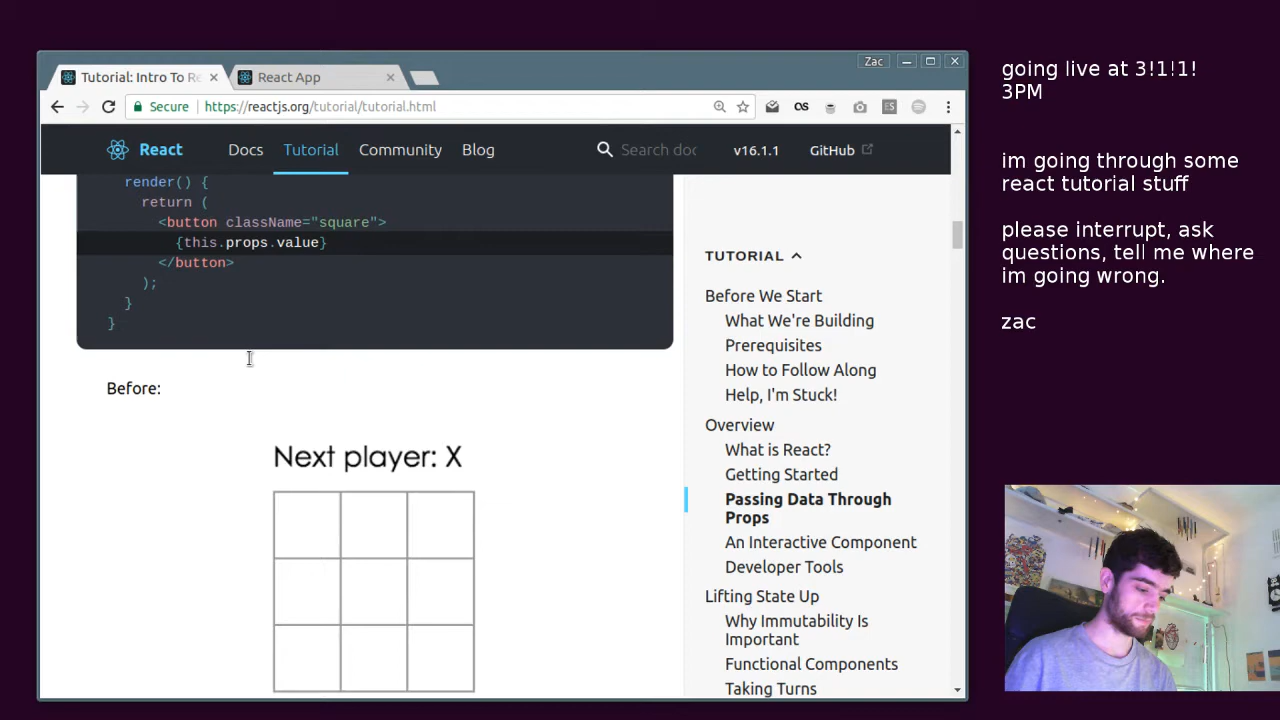 Zac
Tutorial: Intro To Re
React App
Secure
https://reactjs.org/tutorial/tutorial.html
ES
React
Docs
Tutorial
Community
Blog
Search doc
v16.1.1
GitHub
render() {
return (
<button className="square">
{this.props.value}
</button>
);
}
}
Before:
Next player: X
TUTORIAL
Before We Start
What We're Building
Prerequisites
How to Follow Along
Help, I'm Stuck!
Overview
What is React?
Getting Started
Passing Data Through
Props
An Interactive Component
Developer Tools
Lifting State Up
Why Immutability Is
Important
Functional Components
Taking Turns
going live at 3!1!1!
3PM
im going through some
react tutorial stuff
please interrupt, ask
questions, tell me where
im going wrong.
zac